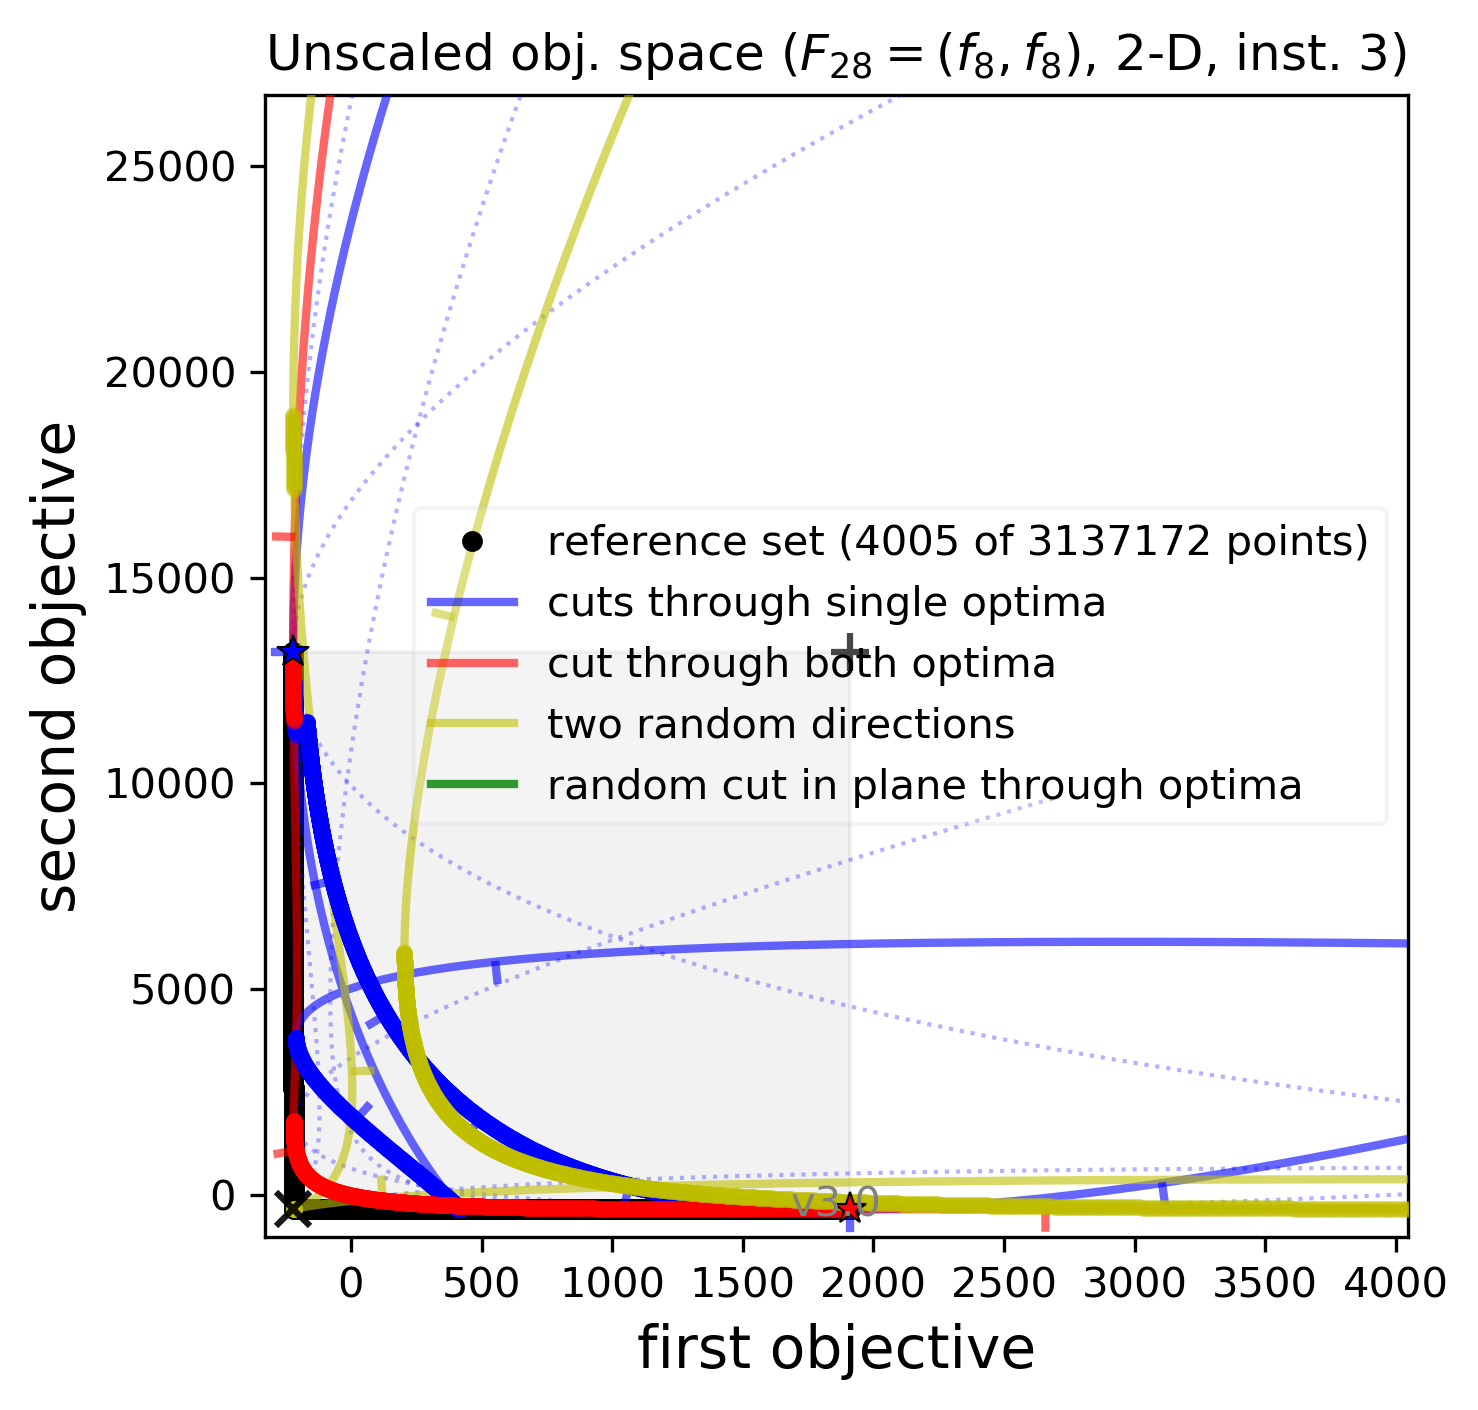 Unscaled obj. space (F₂₈ = (f₈, f₈), 2-D, inst. 3)
25000
20000
15000
10000
5000
0
second objective
reference set (4005 of 3137172 points)
cuts through single optima
cut through both optima
two random directions
random cut in plane through optima
v3.0
0 500 1000 1500 2000 2500 3000 3500 4000
first objective